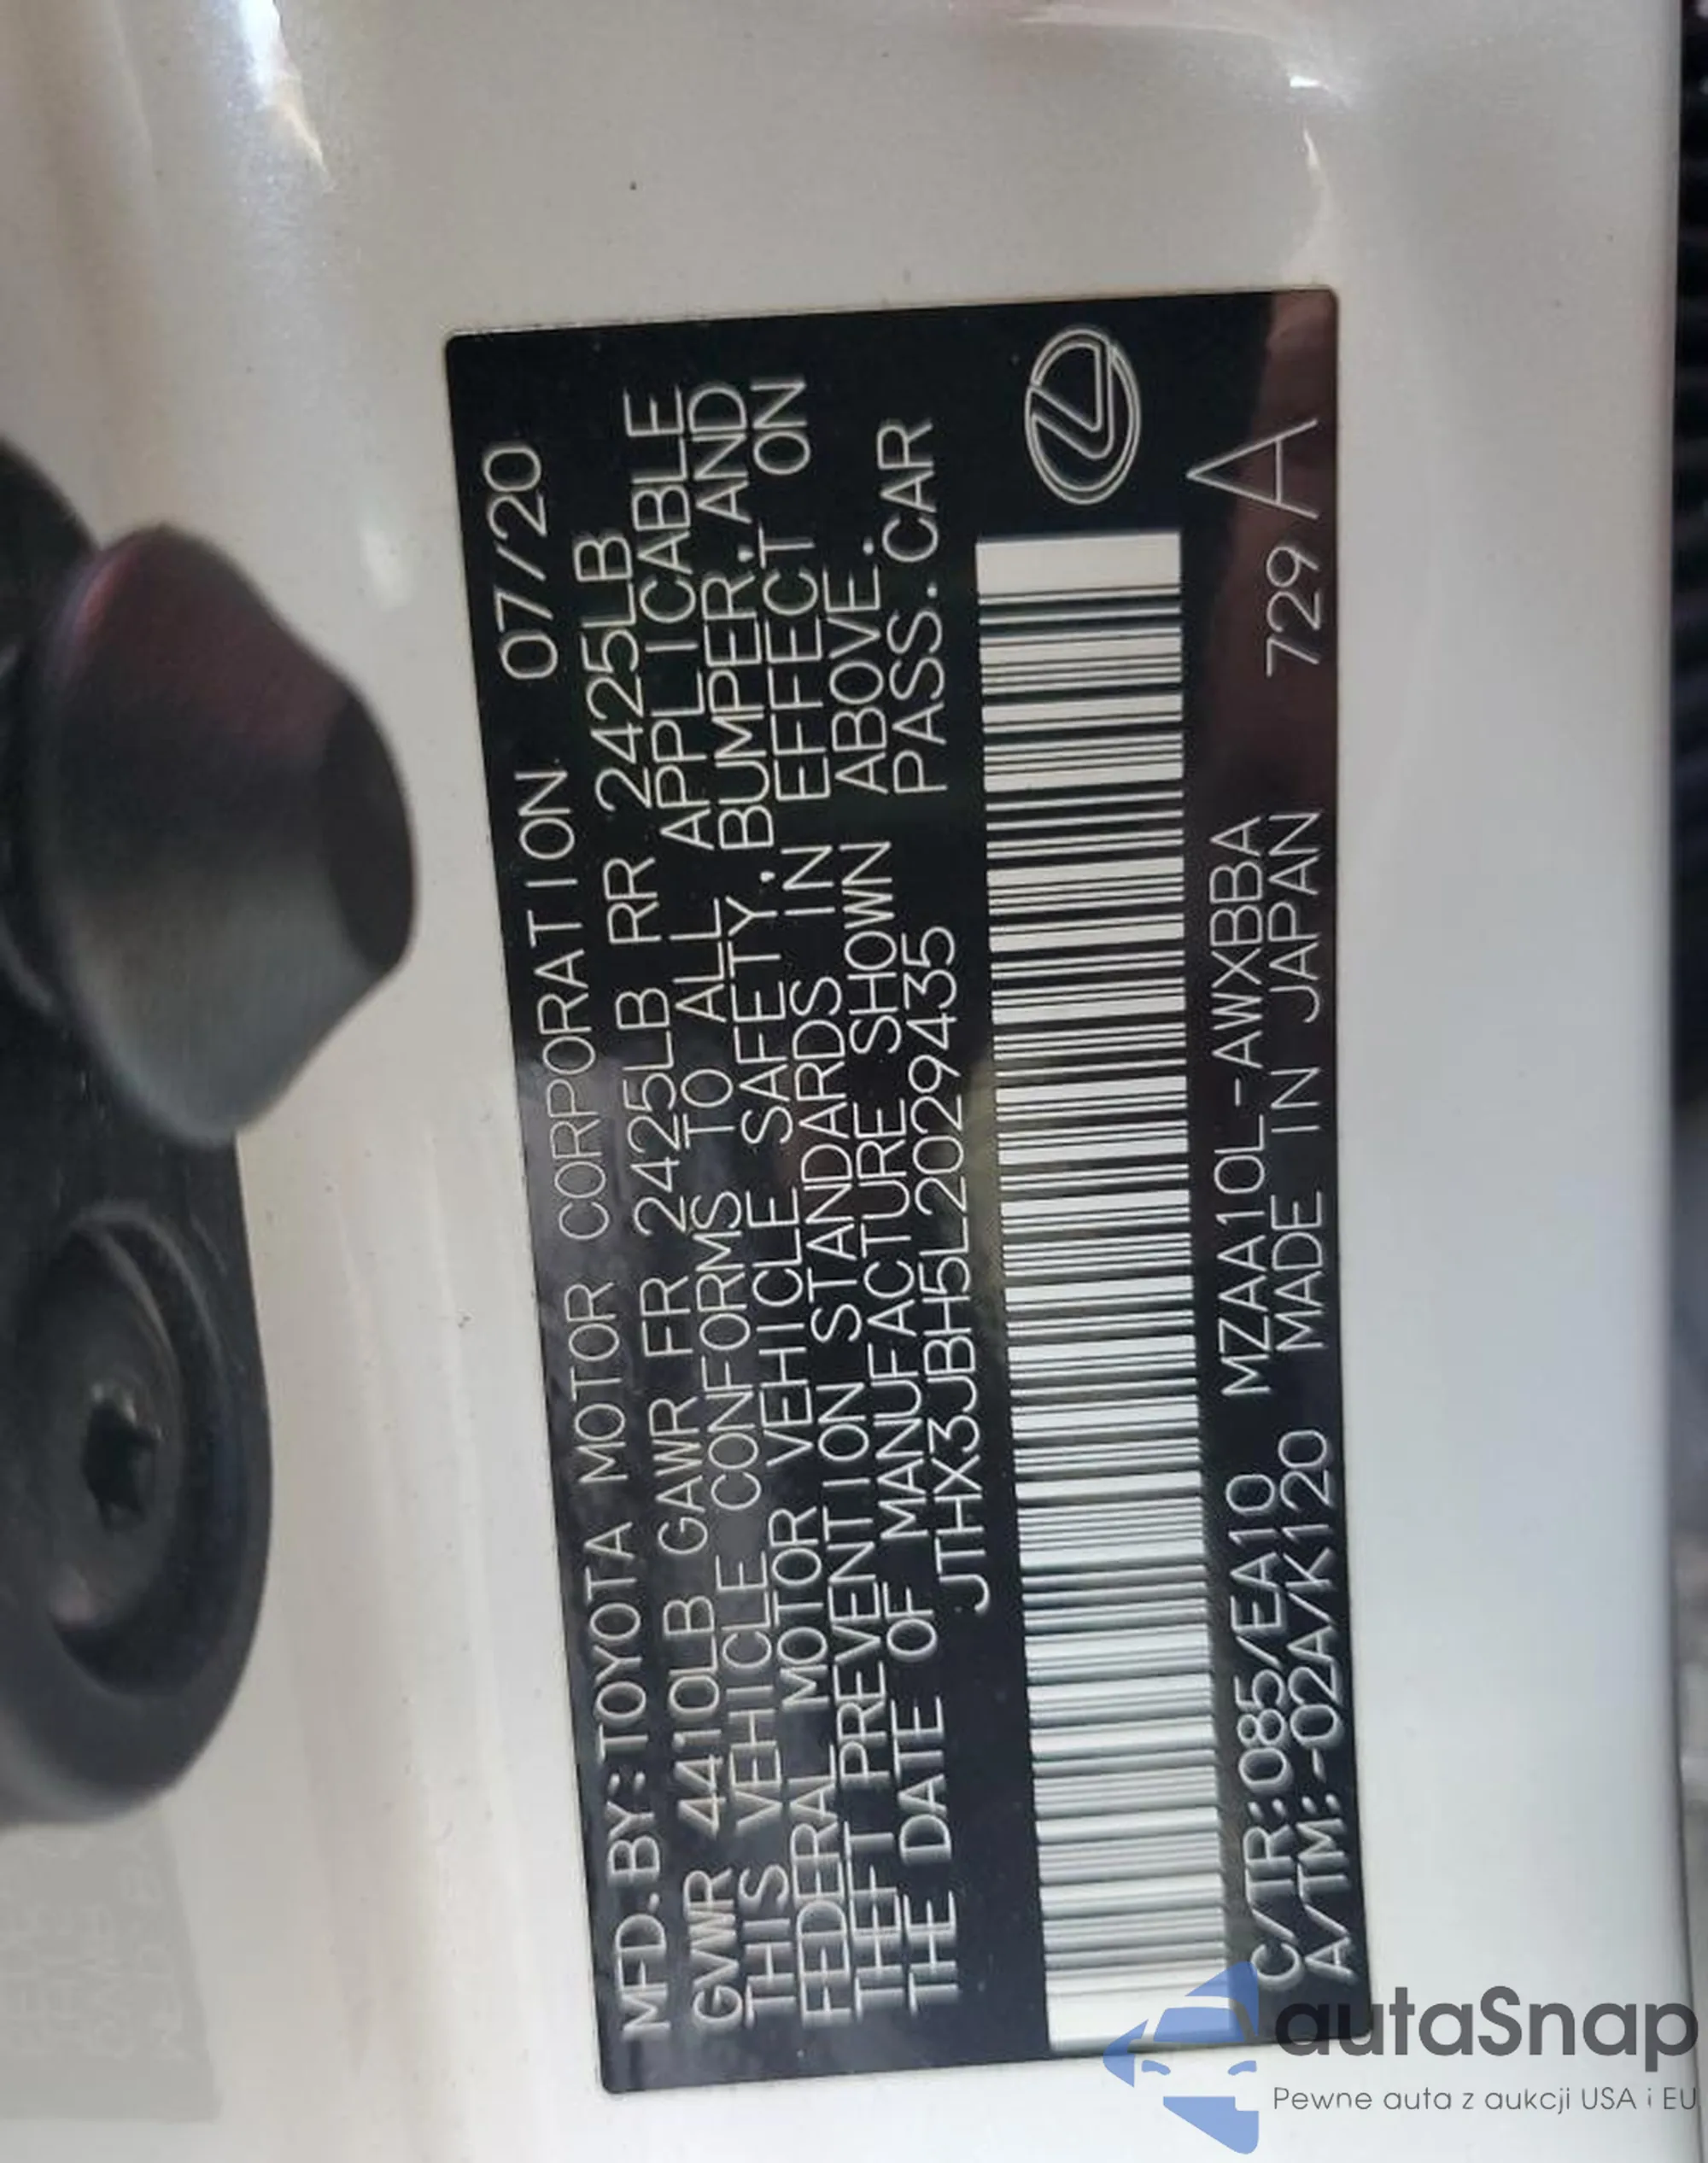 MFD.BY:TOYOTA MOTOR CORPORATION 07/20
GVWR 4410LB GAWR FR 2425LB RR 2425LB
THIS VEHICLE CONFORMS TO ALL APPLICABLE
FEDERAL MOTOR VEHICLE SAFETY, BUMPER, AND
THEFT PREVENTION STANDARDS IN EFFECT ON
THE DATE OF MANUFACTURE SHOWN ABOVE.
JTHX3JBH5L2029435 PASS.CAR
C/TR:085/EA10 MZAA10L-AWXBBA
A/TM:-02A/K120 MADE IN JAPAN 729 A
autaSnap
Pewne auta z aukcji USA i EU